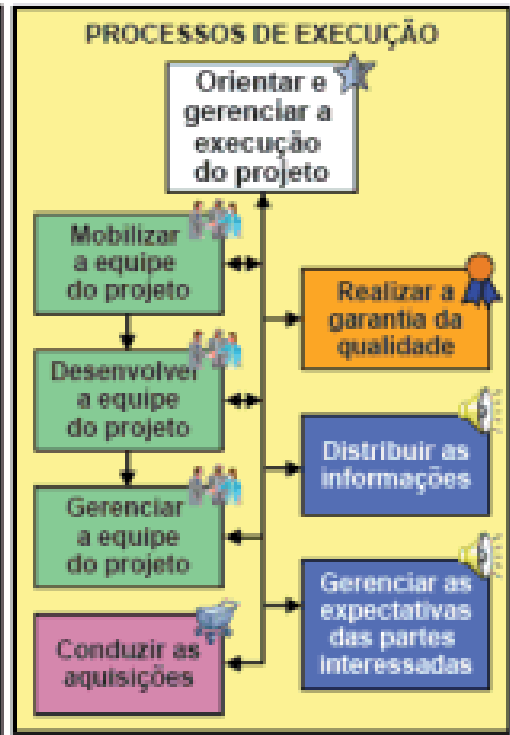 PROCESSOS DE EXECUÇÃO
Orientar e
gerenciar a
execução
do projeto
Mobilizar
a equipe
do projeto
Realizar a
garantia da
qualidade
Desenvolver
a equipe
do projeto
Distribuir as
informações
Gerenciar
a equipe
do projeto
Gerenciar as
expectativas
das partes
interessadas
Conduzir as
aquisições